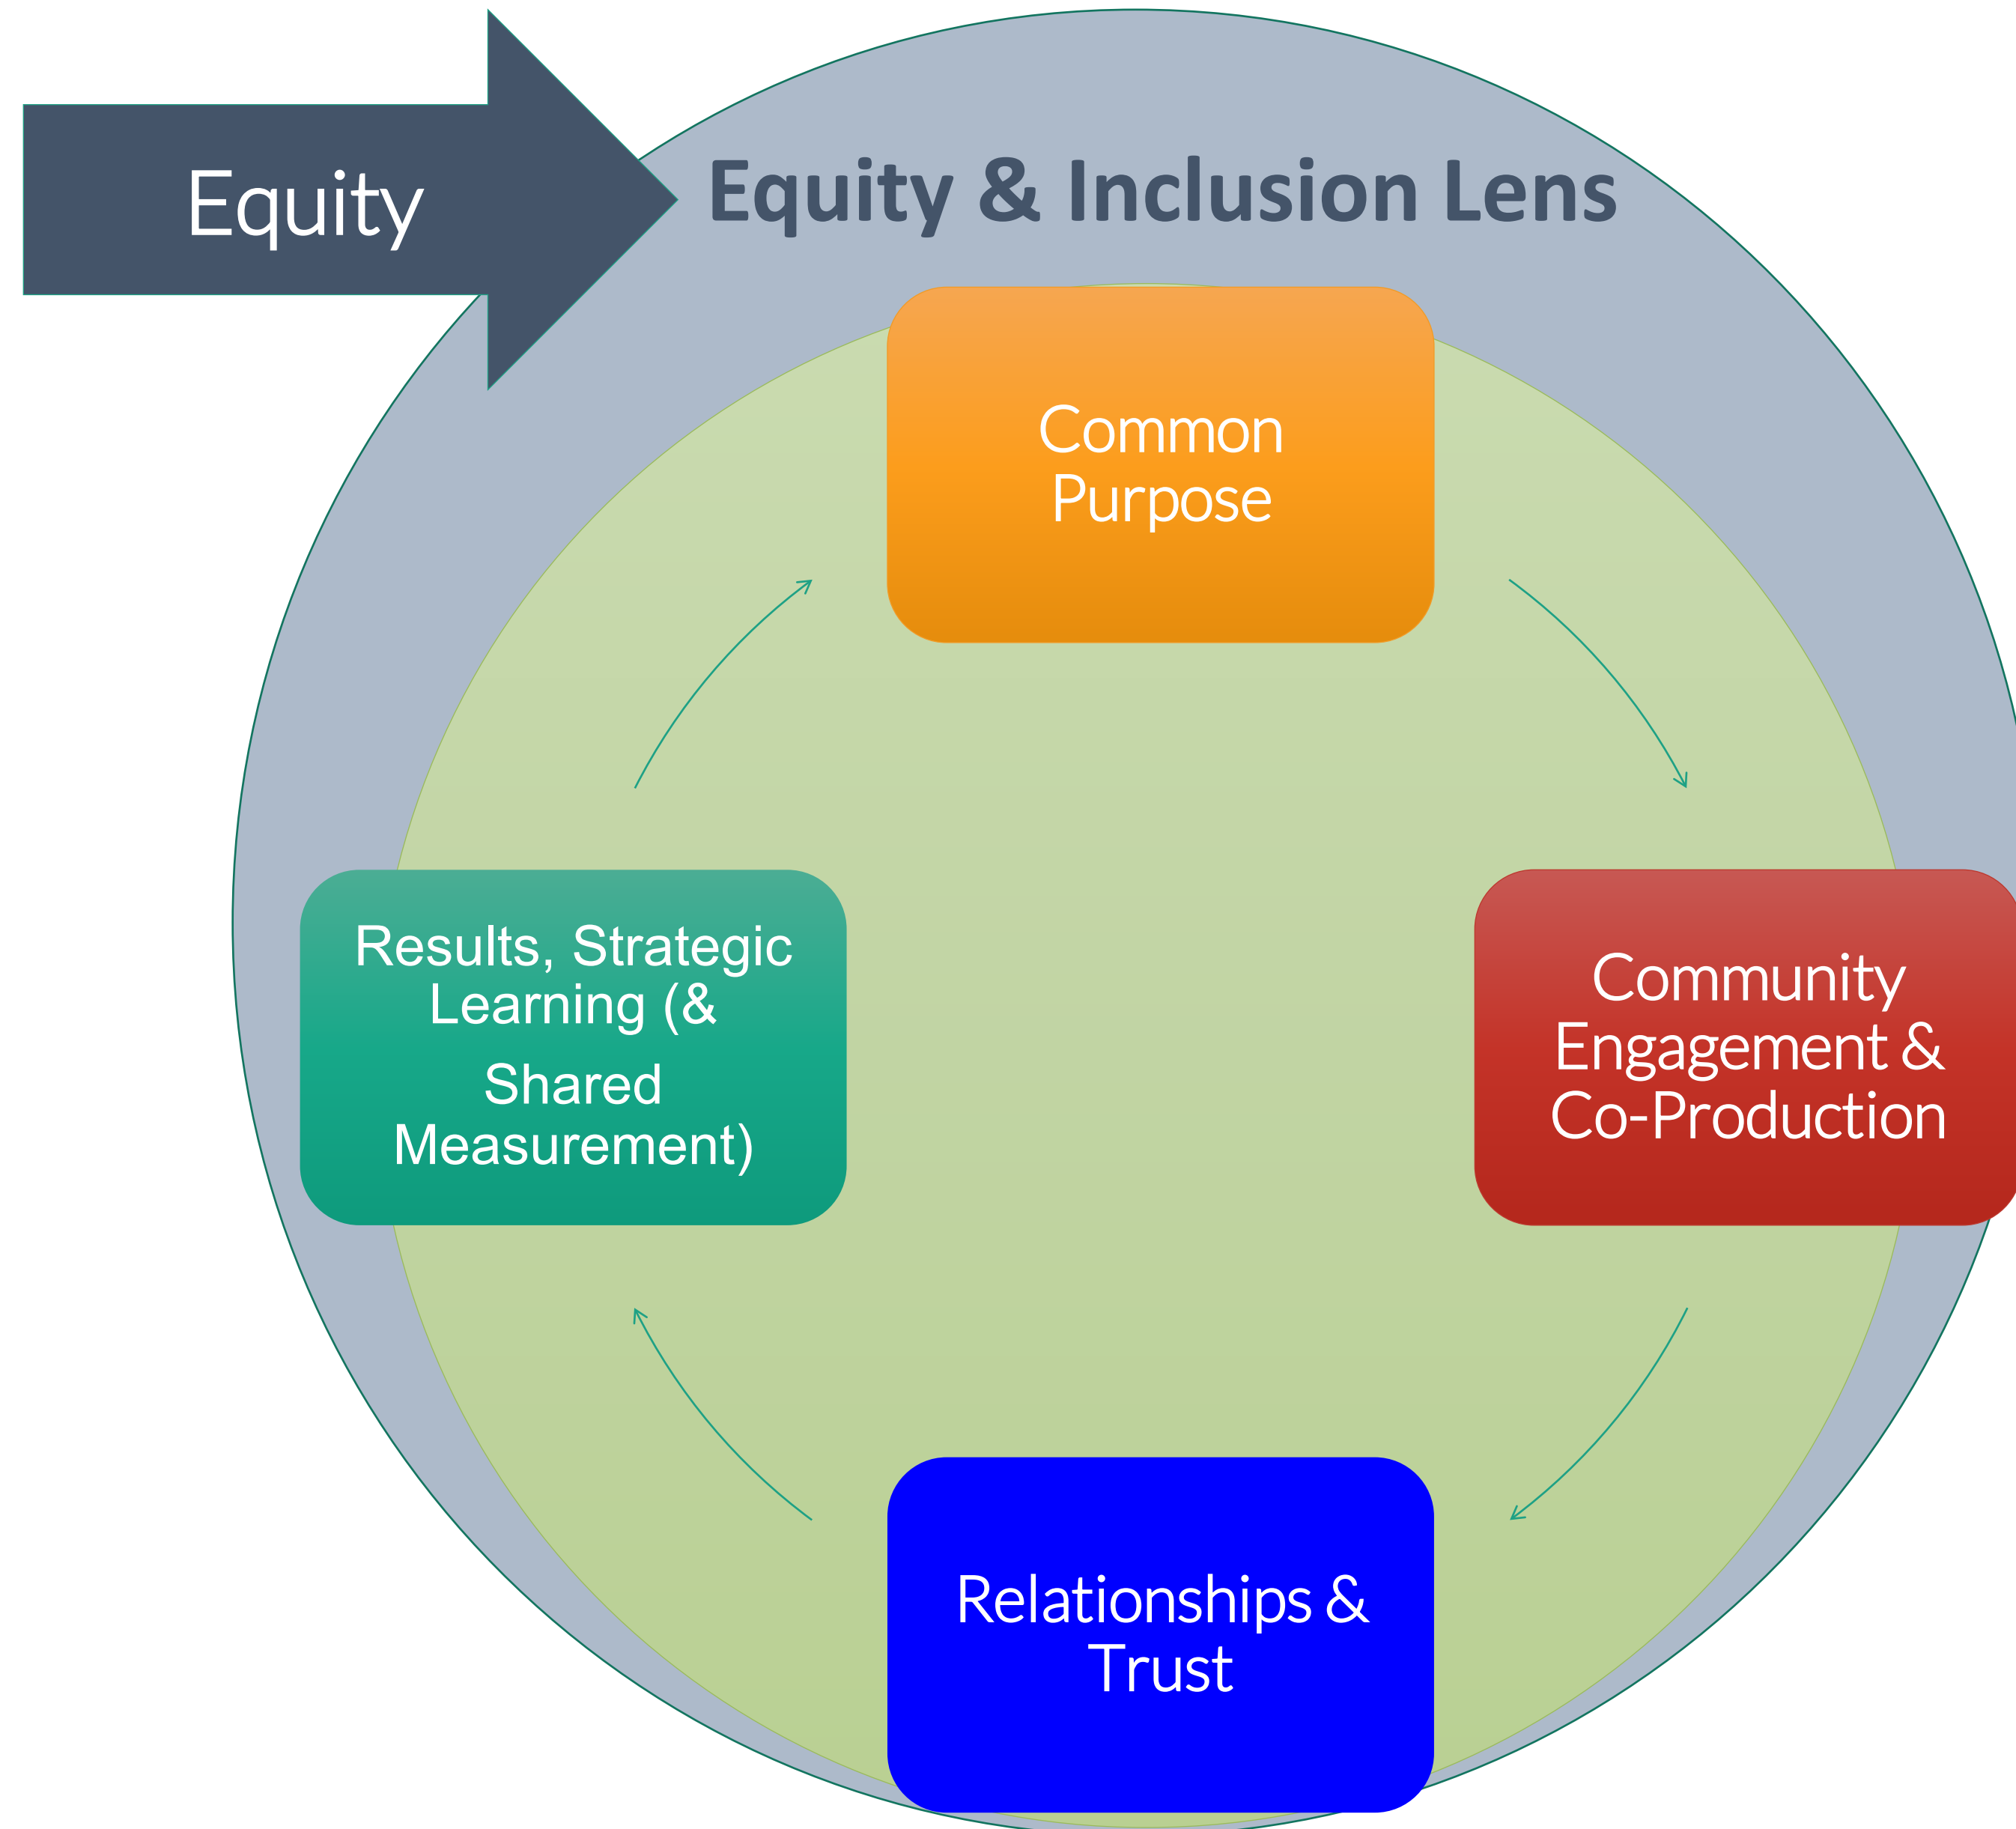 Equity
Equity & Inclusion Lens
Common
Purpose
Results, Strategic
Learning (&
Shared
Measurement)
Community
Engagement &
Co-Production
Relationships &
Trust